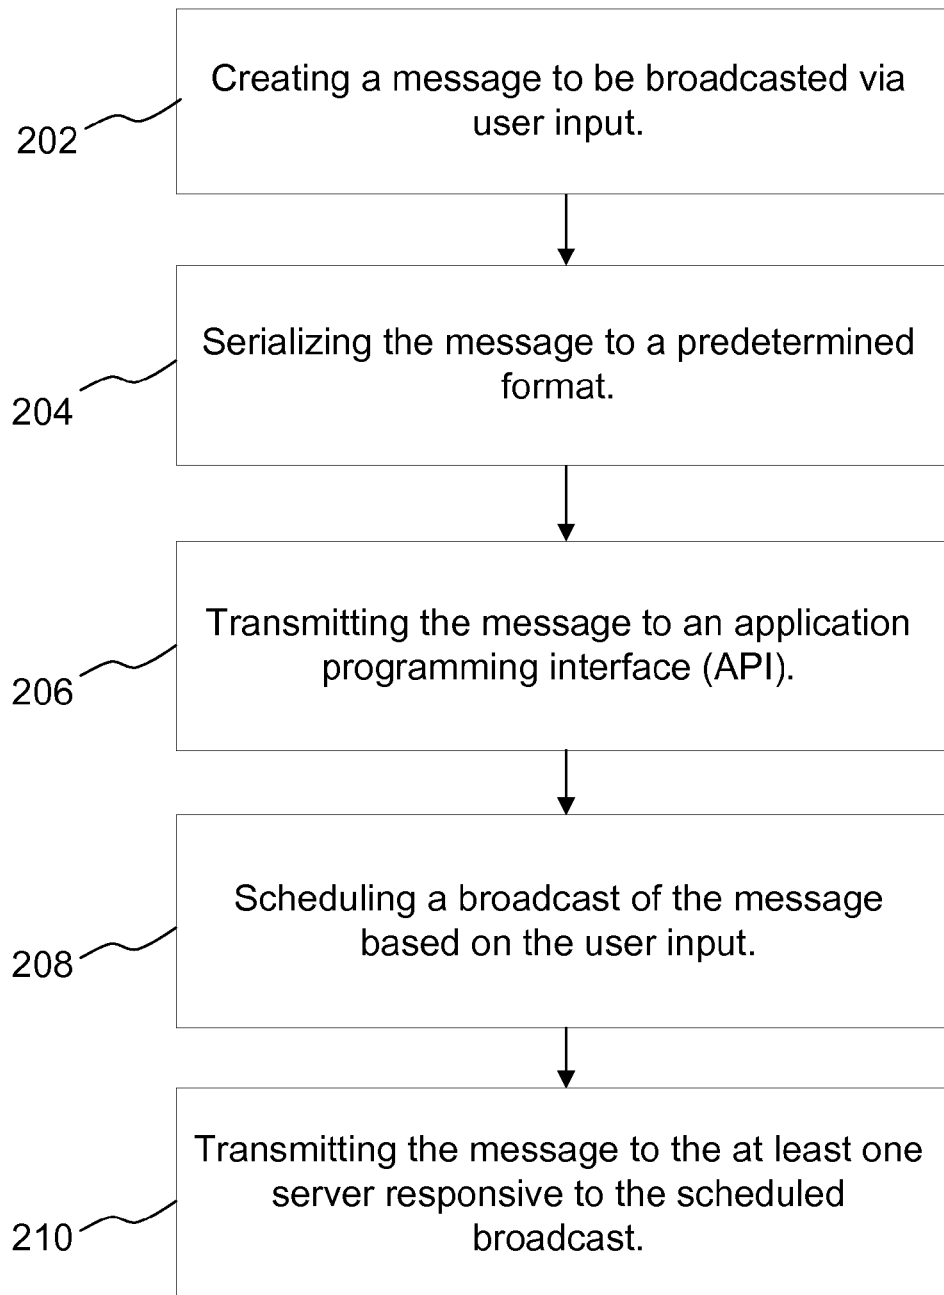 Creating a message to be broadcasted via
user input.
202
Serializing the message to a predetermined
format.
204
Transmitting the message to an application
programming interface (API).
206
Scheduling a broadcast of the message
based on the user input.
208
Transmitting the message to the at least one
server responsive to the scheduled
broadcast.
210